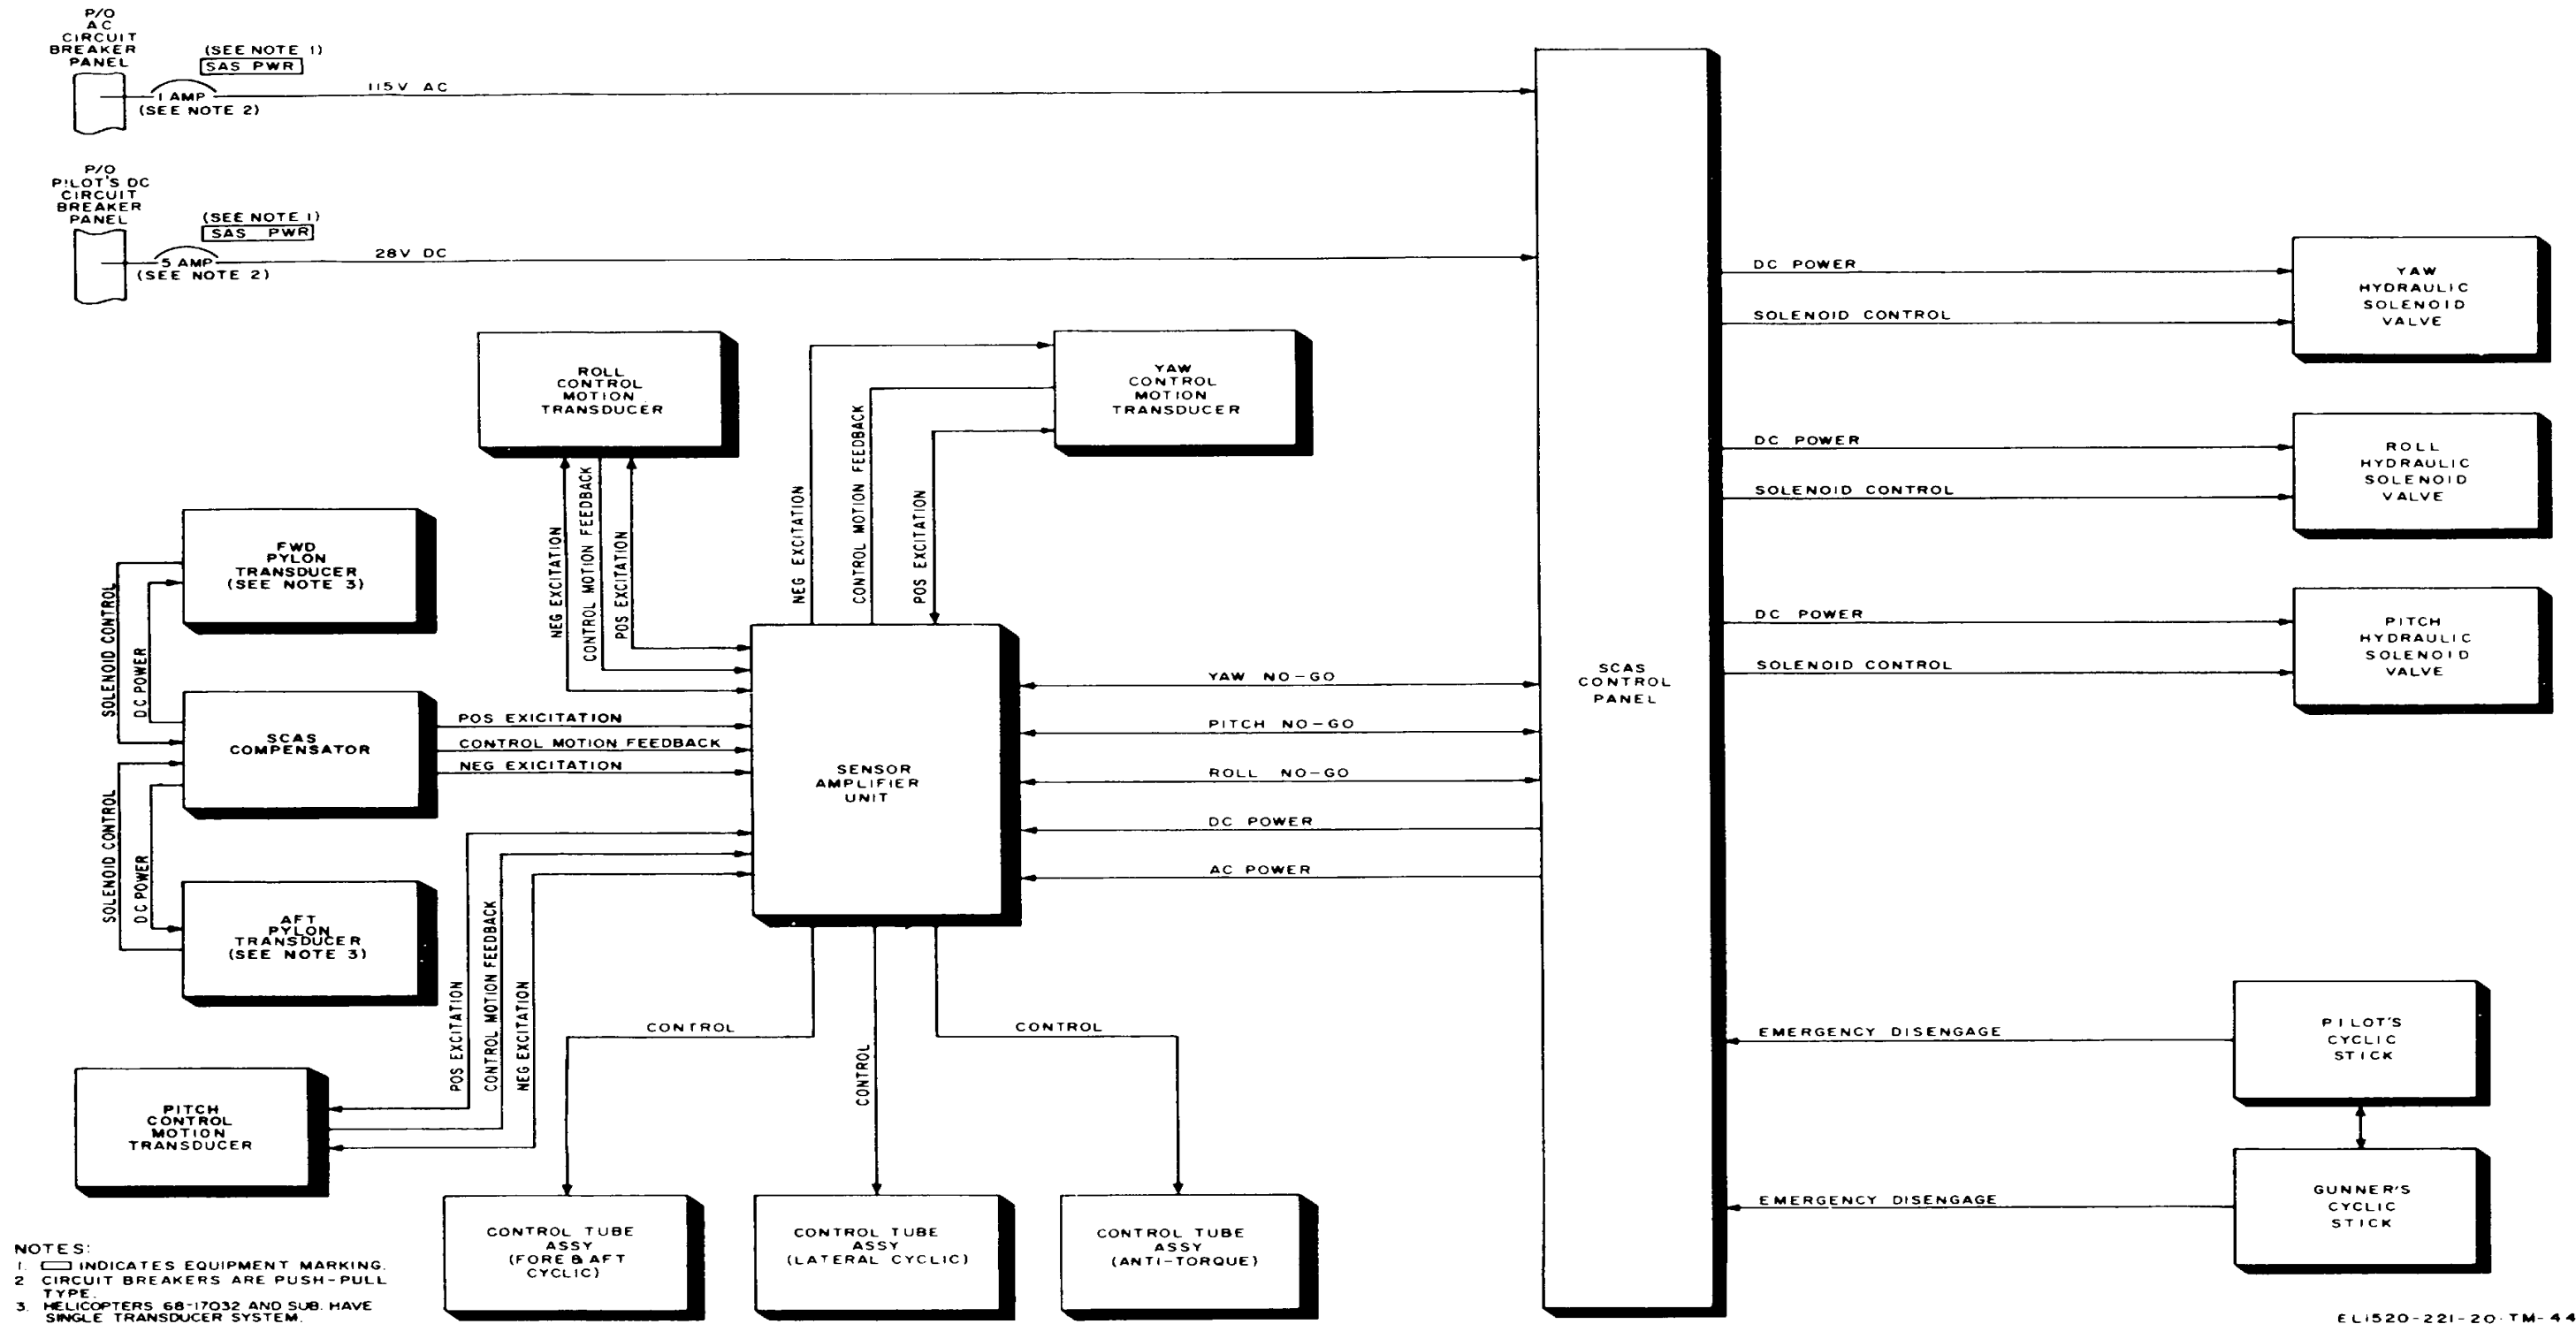 P/O
AC
CIRCUIT
BREAKER
PANEL
(SEE NOTE 1)
SAS PWR
1 AMP
(SEE NOTE 2)
115V AC
P/O
PILOT'S DC
CIRCUIT
BREAKER
PANEL
(SEE NOTE 1)
SAS PWR
5 AMP
(SEE NOTE 2)
28V DC
ROLL
CONTROL
MOTION
TRANSDUCER
YAW
CONTROL
MOTION
TRANSDUCER
NEG EXCITATION
CONTROL MOTION FEEDBACK
POS EXCITATION
NEG EXCITATION
CONTROL MOTION FEEDBACK
POS EXCITATION
FWD
PYLON
TRANSDUCER
(SEE NOTE 3)
SOLENOID CONTROL
DC POWER
SCAS
COMPENSATOR
POS EXICITATION
CONTROL MOTION FEEDBACK
NEG EXICITATION
SOLENOID CONTROL
DC POWER
AFT
PYLON
TRANSDUCER
(SEE NOTE 3)
SENSOR
AMPLIFIER
UNIT
YAW NO-GO
PITCH NO-GO
ROLL NO-GO
DC POWER
AC POWER
SCAS
CONTROL
PANEL
DC POWER
SOLENOID CONTROL
YAW
HYDRAULIC
SOLENOID
VALVE
DC POWER
SOLENOID CONTROL
ROLL
HYDRAULIC
SOLENOID
VALVE
DC POWER
SOLENOID CONTROL
PITCH
HYDRAULIC
SOLENOID
VALVE
POS EXCITATION
CONTROL MOTION FEEDBACK
NEG EXCITATION
PITCH
CONTROL
MOTION
TRANSDUCER
CONTROL
CONTROL
CONTROL
CONTROL TUBE
ASSY
(FORE & AFT
CYCLIC)
CONTROL TUBE
ASSY
(LATERAL CYCLIC)
CONTROL TUBE
ASSY
(ANTI-TORQUE)
EMERGENCY DISENGAGE
PILOT'S
CYCLIC
STICK
EMERGENCY DISENGAGE
GUNNER'S
CYCLIC
STICK
NOTES:
1. INDICATES EQUIPMENT MARKING.
2 CIRCUIT BREAKERS ARE PUSH-PULL
TYPE.
3. HELICOPTERS 68-17032 AND SUB. HAVE
SINGLE TRANSDUCER SYSTEM.
EL1520-221-20-TM-44